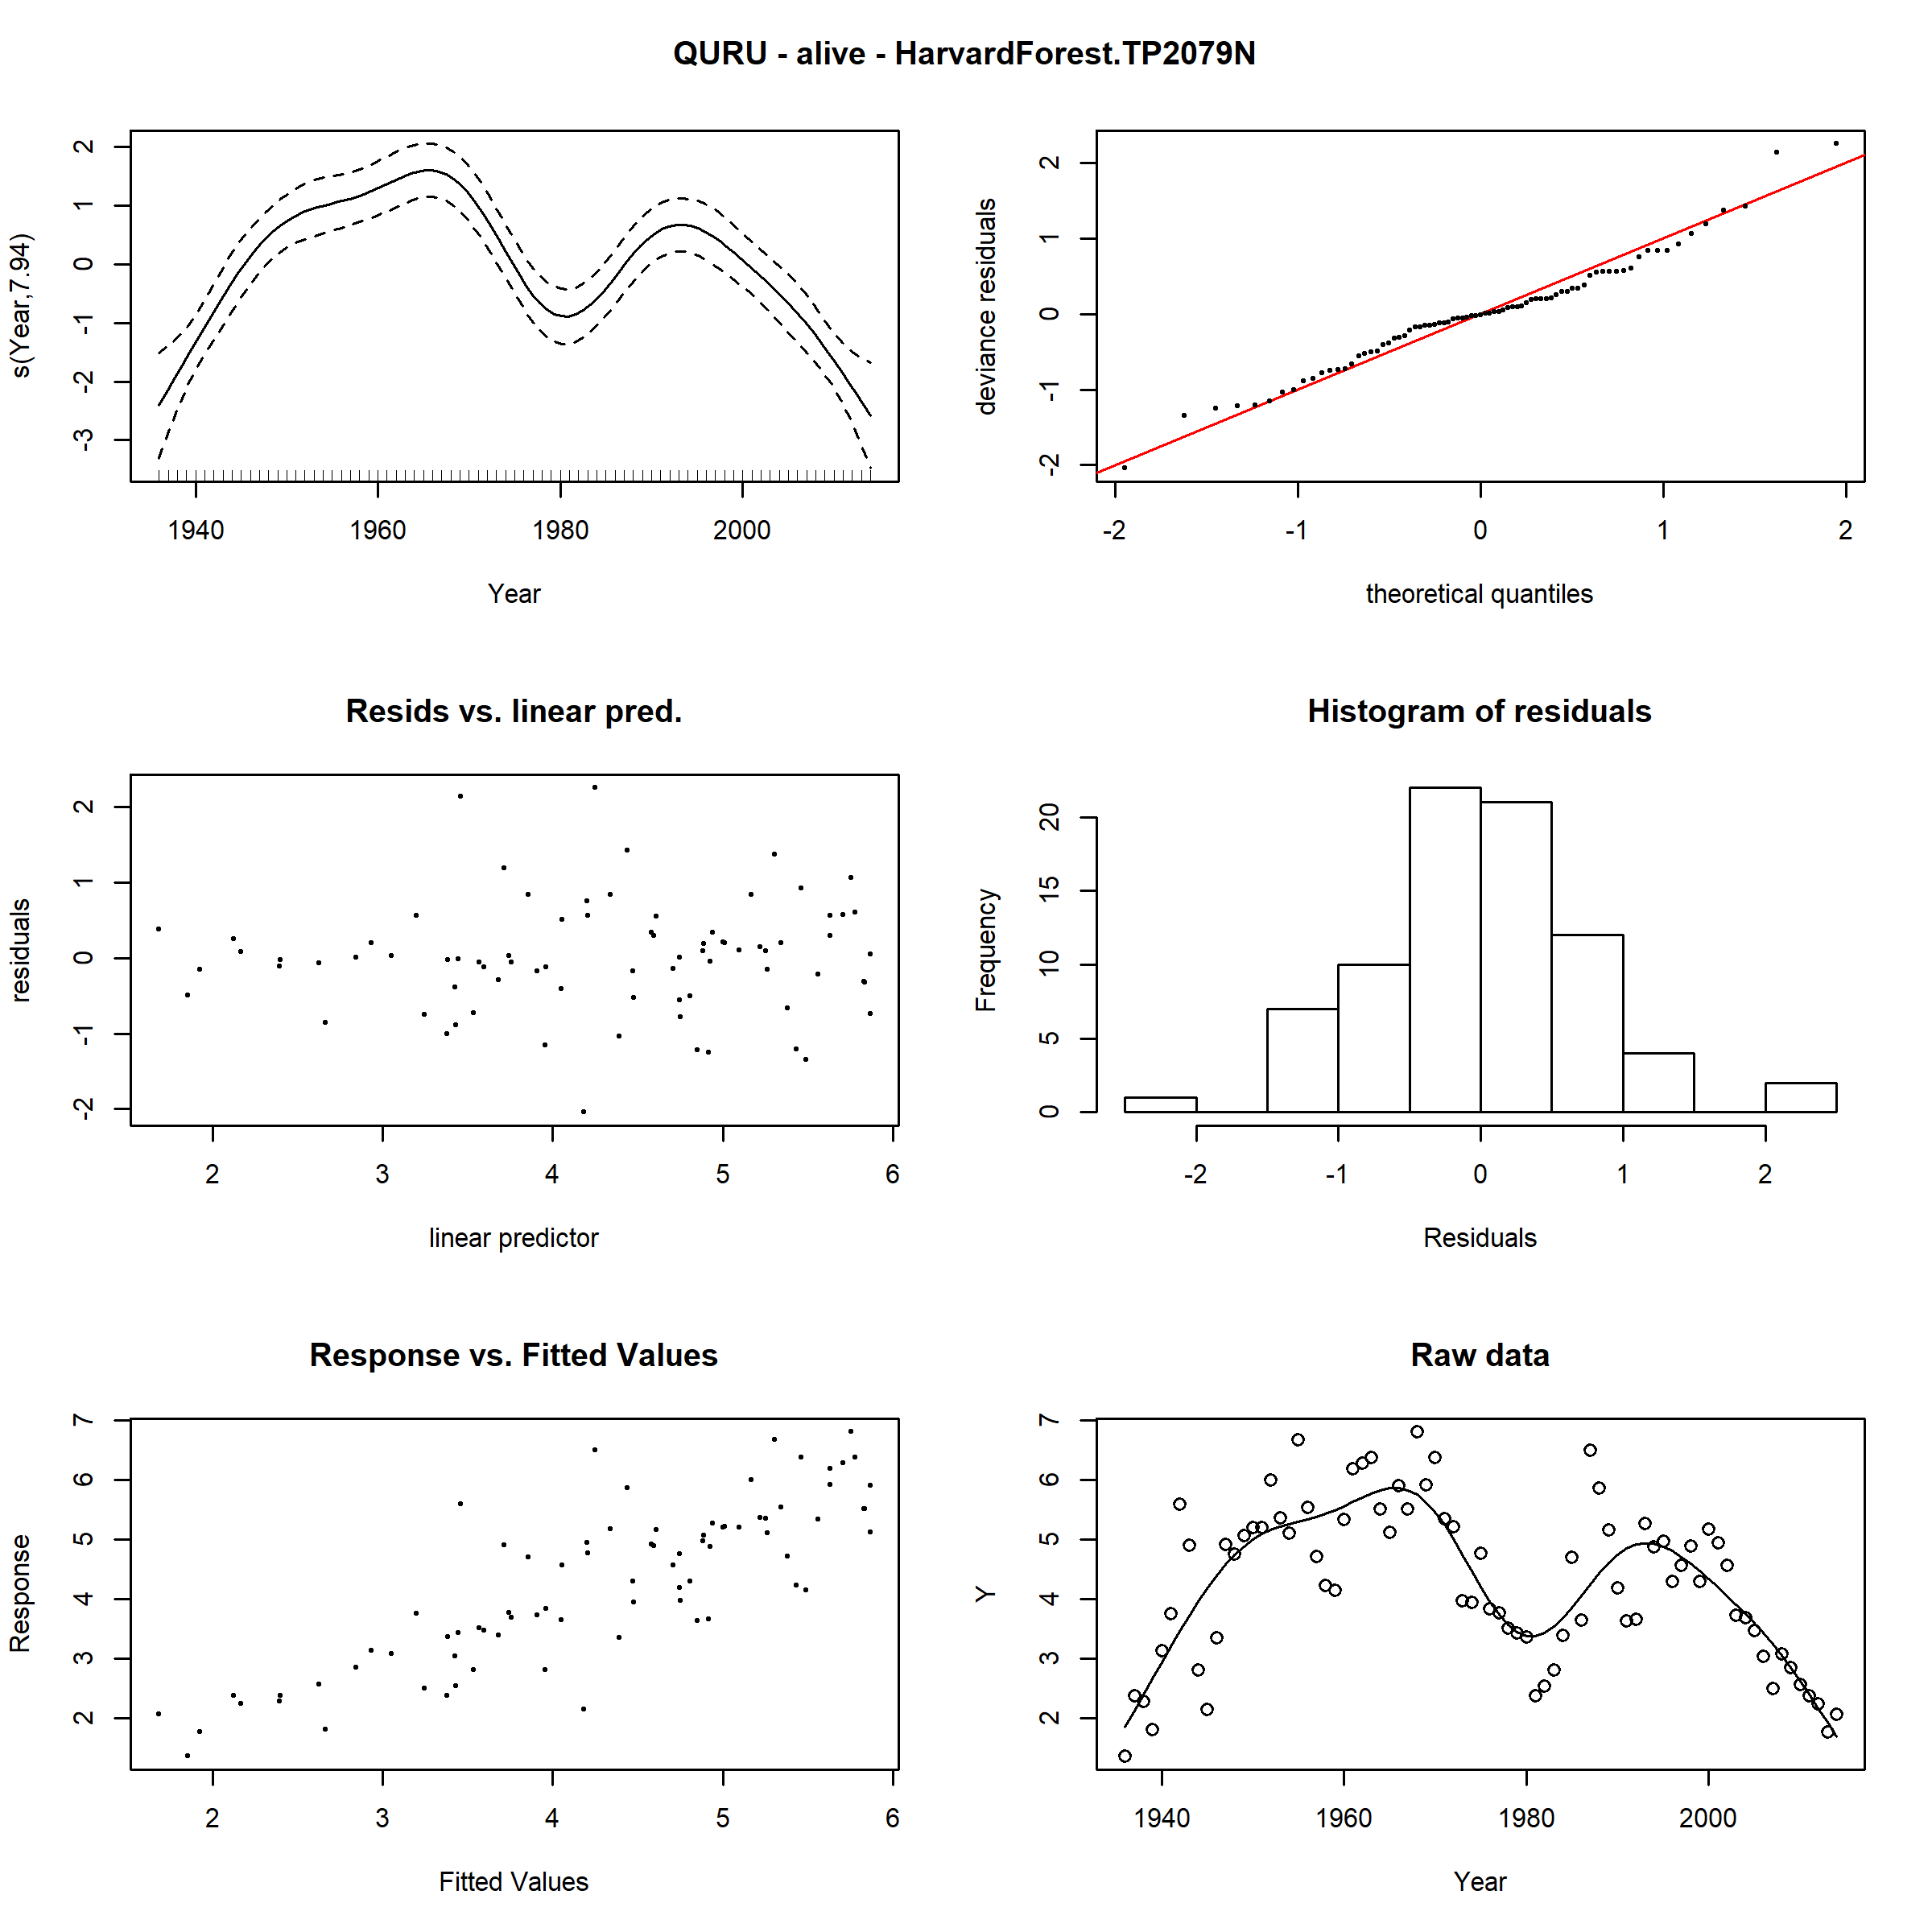 QURU - alive - HarvardForest.TP2079N
s(Year,7.94)
2
1
0
-1
-2
-3
1940 1960 1980 2000
Year
deviance residuals
2
1
0
-1
-2
-2 -1 0 1 2
theoretical quantiles
Resids vs. linear pred.
residuals
2
1
0
-1
-2
2 3 4 5 6
linear predictor
Histogram of residuals
Frequency
20
15
10
5
0
-2 -1 0 1 2
Residuals
Response vs. Fitted Values
Response
7
6
5
4
3
2
2 3 4 5 6
Fitted Values
Raw data
Y
7
6
5
4
3
2
1940 1960 1980 2000
Year